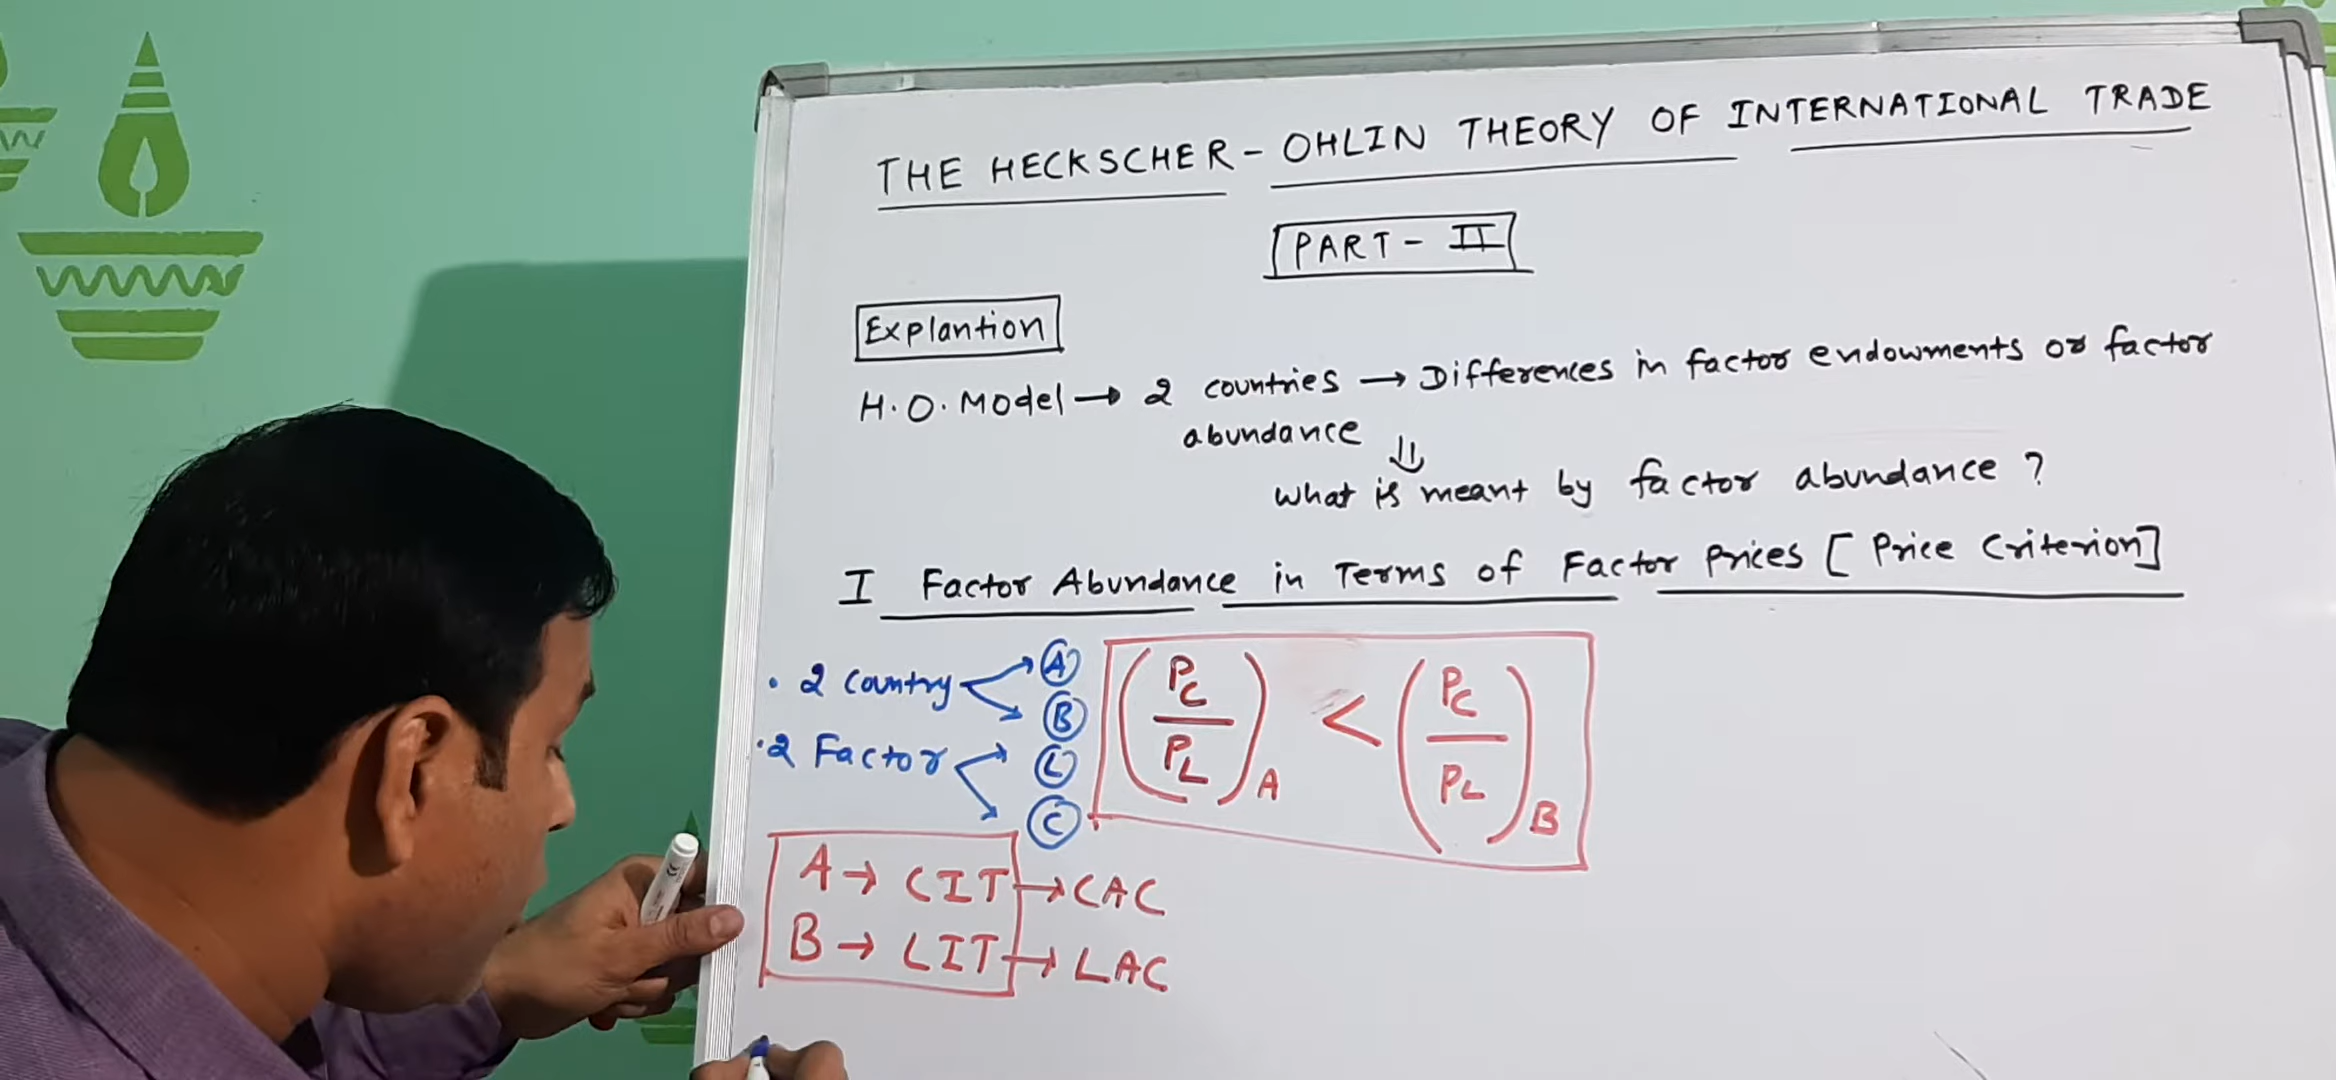 THE HECKSCHER - OHLIN THEORY OF INTERNATIONAL TRADE
PART - II
Explantion
H.O. Model → 2 countries → Differences in factor endowments or factor
abundance ⇓
what is meant by factor abundance ?
I Factor Abundance in Terms of Factor Prices [ Price Criterion ]
• 2 country A
B
• 2 Factor L
C
(PC / PL)A < (PC / PL)B
A → CIT → CAC
B → LIT → LAC